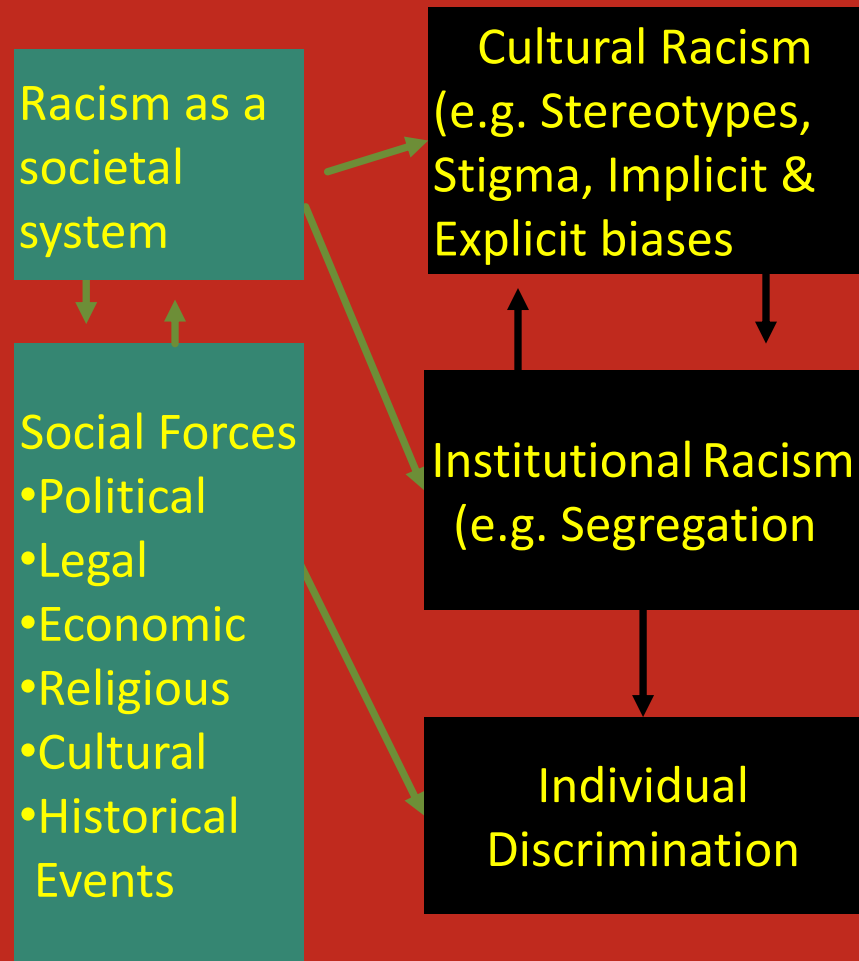 Racism as a
societal
system
Social Forces
•Political
•Legal
•Economic
•Religious
•Cultural
•Historical
Events
Cultural Racism
(e.g. Stereotypes,
Stigma, Implicit &
Explicit biases
Institutional Racism
(e.g. Segregation
Individual
Discrimination